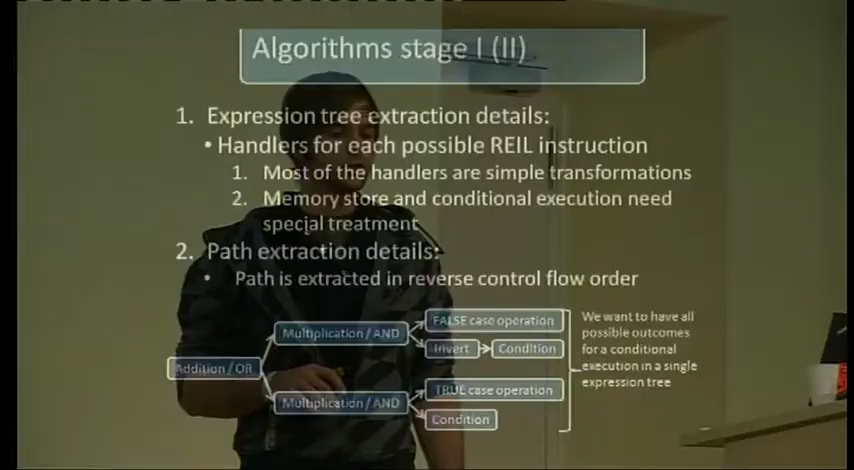 Algorithms stage I (II)
1. Expression tree extraction details:
• Handlers for each possible REIL instruction
1. Most of the handlers are simple transformations
2. Memory store and conditional execution need
special treatment
2. Path extraction details:
• Path is extracted in reverse control flow order
Addition / OR
Multiplication / AND
FALSE case operation
Invert
Condition
Multiplication / AND
TRUE case operation
Condition
We want to have all
possible outcomes
for a conditional
execution in a single
expression tree